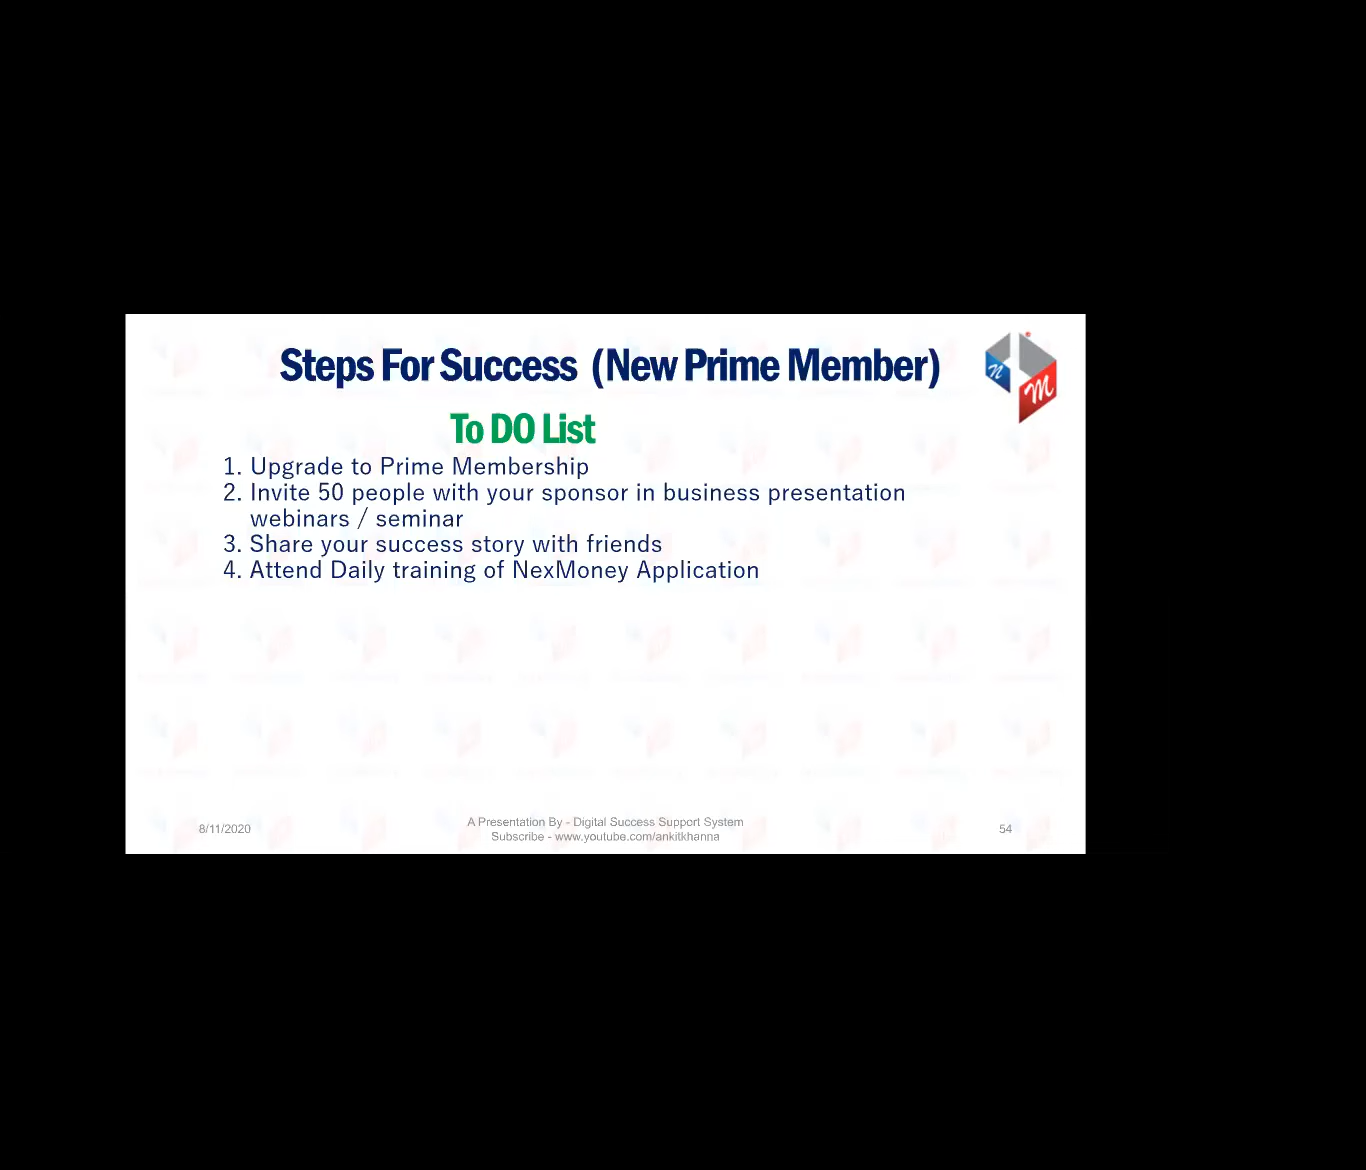 Steps For Success (New Prime Member)
To DO List
1. Upgrade to Prime Membership
2. Invite 50 people with your sponsor in business presentation
webinars / seminar
3. Share your success story with friends
4. Attend Daily training of NexMoney Application
n
m
8/11/2020
A Presentation By - Digital Success Support System
Subscribe - www.youtube.com/ankitkhanna
54